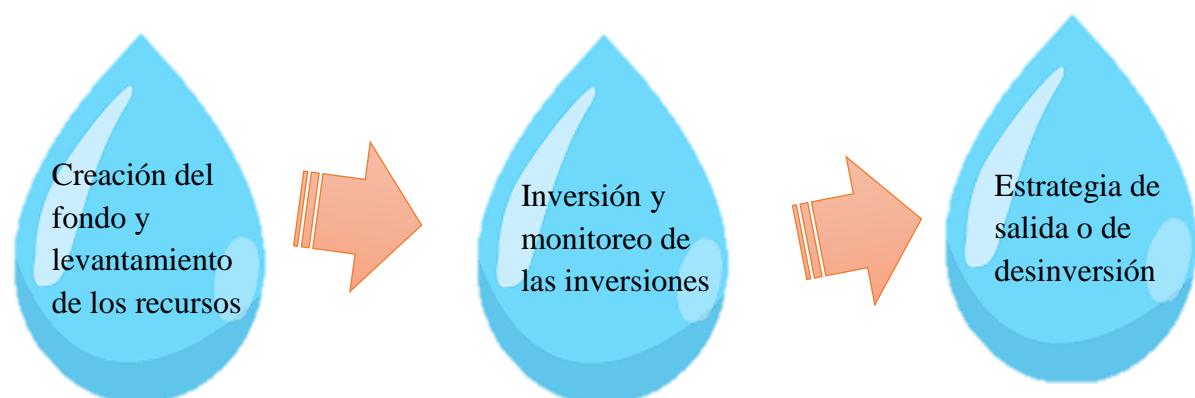 Creación del
fondo y
levantamiento
de los recursos
Inversión y
monitoreo de
las inversiones
Estrategia de
salida o de
desinversión